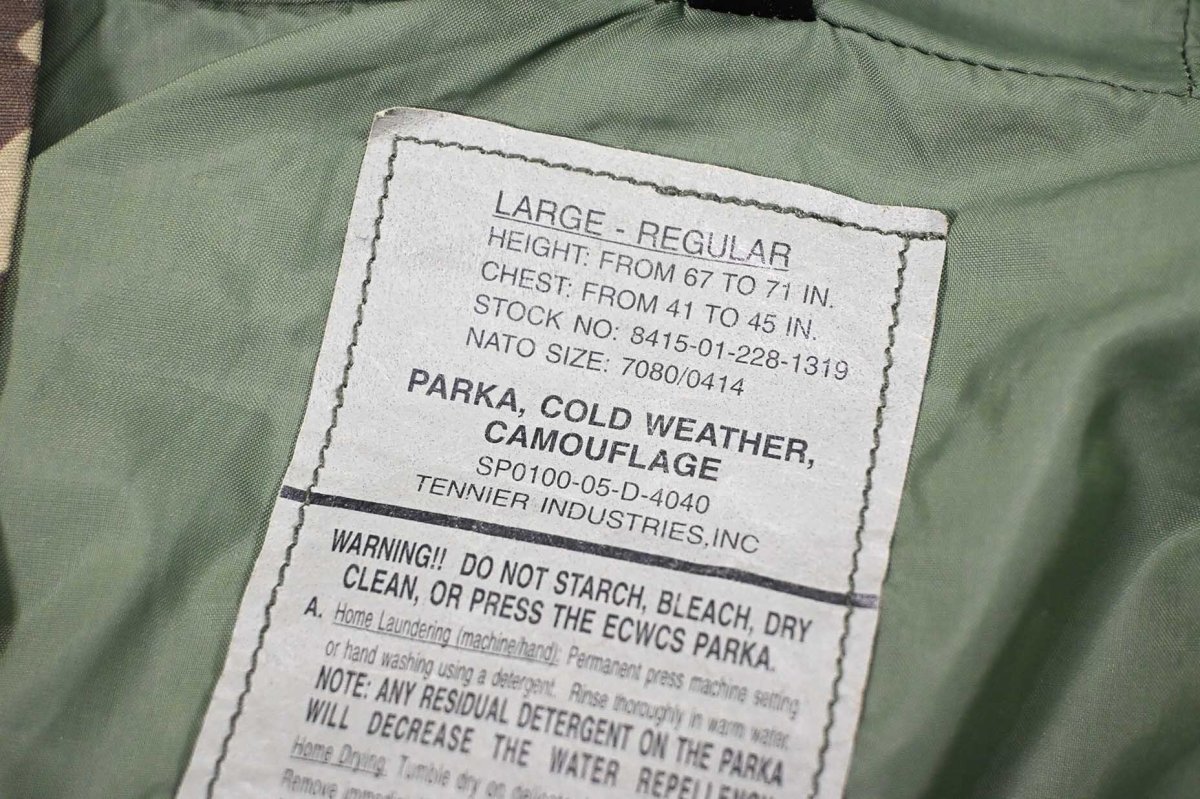 LARGE - REGULAR
HEIGHT: FROM 67 TO 71 IN.
CHEST: FROM 41 TO 45 IN.
STOCK NO: 8415-01-228-1319
NATO SIZE: 7080/0414
PARKA, COLD WEATHER,
CAMOUFLAGE
SP0100-05-D-4040
TENNIER INDUSTRIES,INC
WARNING!! DO NOT STARCH, BLEACH, DRY
CLEAN, OR PRESS THE ECWCS PARKA.
A. Home Laundering (machine/hand): Permanent press machine setting
or hand washing using a detergent. Rinse thoroughly in warm water.
NOTE: ANY RESIDUAL DETERGENT ON THE PARKA
WILL DECREASE THE WATER REPELLENCY
Home Drying. Tumble dry on delicate
Remove